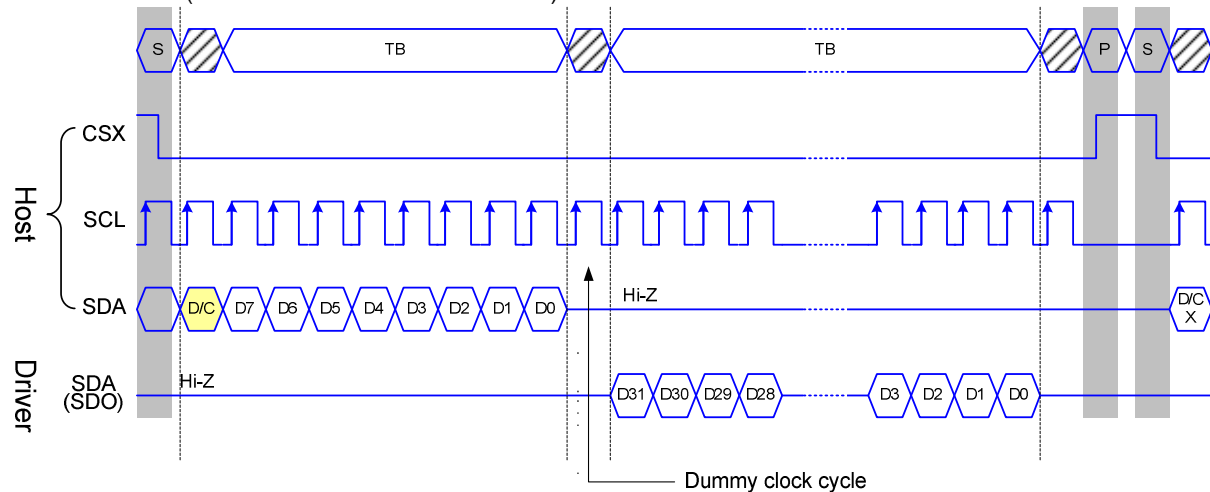 S TB TB P S
CSX
Host
SCL
SDA D/C D7 D6 D5 D4 D3 D2 D1 D0 Hi-Z D/C
X
Driver
SDA
(SDO) Hi-Z D31 D30 D29 D28 D3 D2 D1 D0
Dummy clock cycle